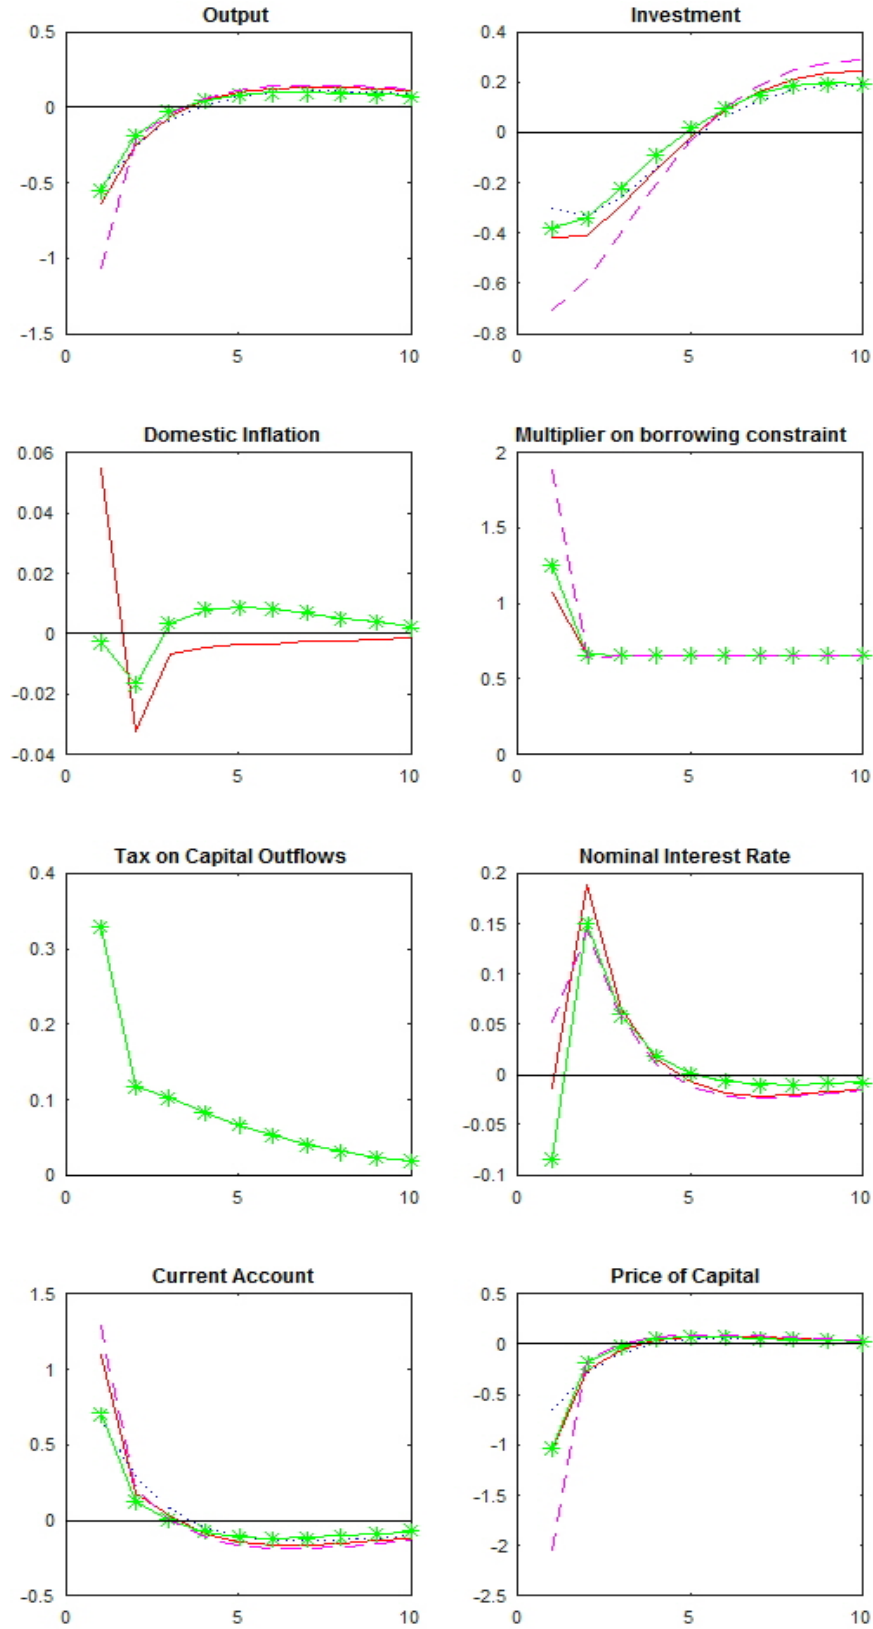 Output
0.5
0
-0.5
-1
-1.5
0 5 10
Investment
0.4
0.2
0
-0.2
-0.4
-0.6
-0.8
0 5 10
Domestic Inflation
0.06
0.04
0.02
0
-0.02
-0.04
0 5 10
Multiplier on borrowing constraint
2
1.5
1
0.5
0
0 5 10
Tax on Capital Outflows
0.4
0.3
0.2
0.1
0
0 5 10
Nominal Interest Rate
0.2
0.15
0.1
0.05
0
-0.05
-0.1
0 5 10
Current Account
1.5
1
0.5
0
-0.5
0 5 10
Price of Capital
0.5
0
-0.5
-1
-1.5
-2
-2.5
0 5 10